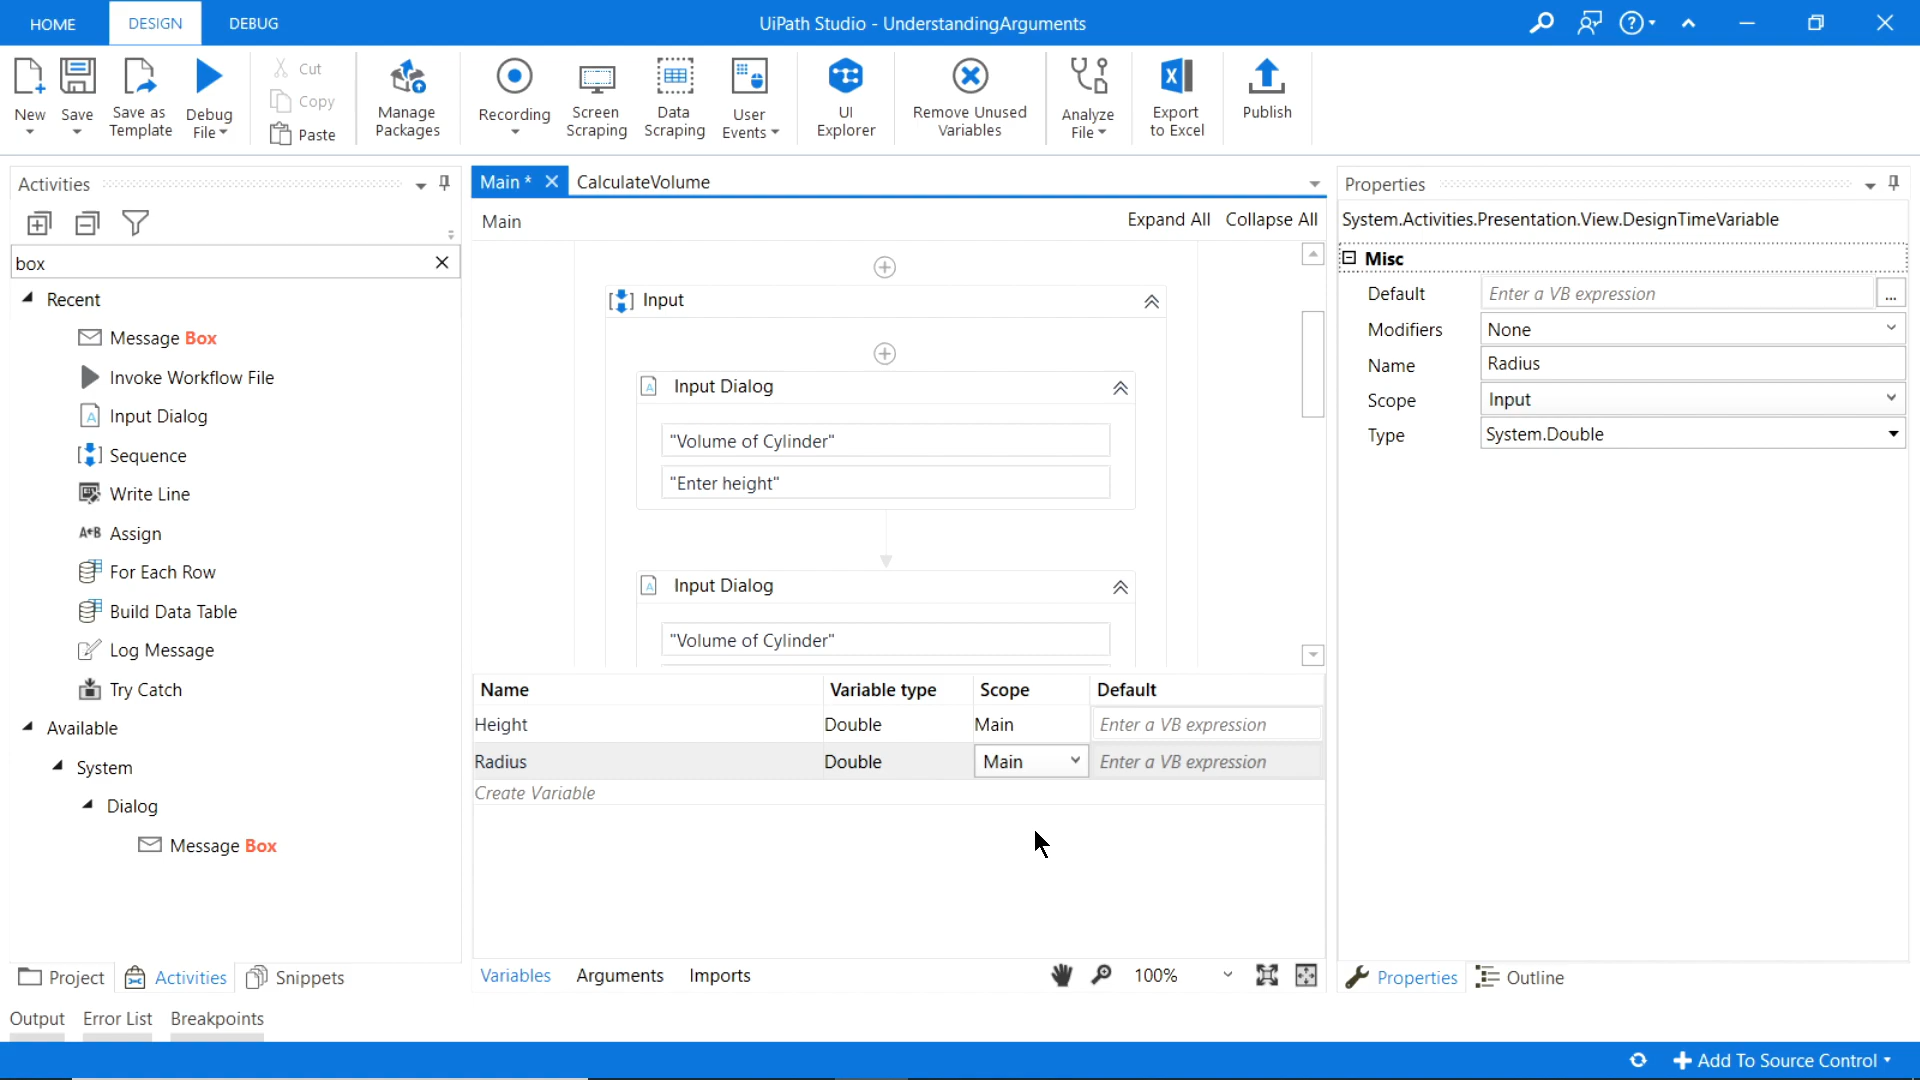 HOME DESIGN DEBUG UiPath Studio - UnderstandingArguments
New Save Save as Template Debug File
Cut
Copy
Paste
Manage Packages
Recording
Screen Scraping
Data Scraping
User Events
UI Explorer
Remove Unused Variables
Analyze File
Export to Excel
Publish
Activities
box
Recent
Message Box
Invoke Workflow File
Input Dialog
Sequence
Write Line
A+B Assign
For Each Row
Build Data Table
Log Message
Try Catch
Available
System
Dialog
Message Box
Project Activities Snippets
Main * CalculateVolume
Main Expand All Collapse All
Input
Input Dialog
"Volume of Cylinder"
"Enter height"
Input Dialog
"Volume of Cylinder"
Name Variable type Scope Default
Height Double Main Enter a VB expression
Radius Double Main Enter a VB expression
Create Variable
Variables Arguments Imports 100%
Properties
System.Activities.Presentation.View.DesignTimeVariable
Misc
Default Enter a VB expression ...
Modifiers None
Name Radius
Scope Input
Type System.Double
Properties Outline
Output Error List Breakpoints
Add To Source Control